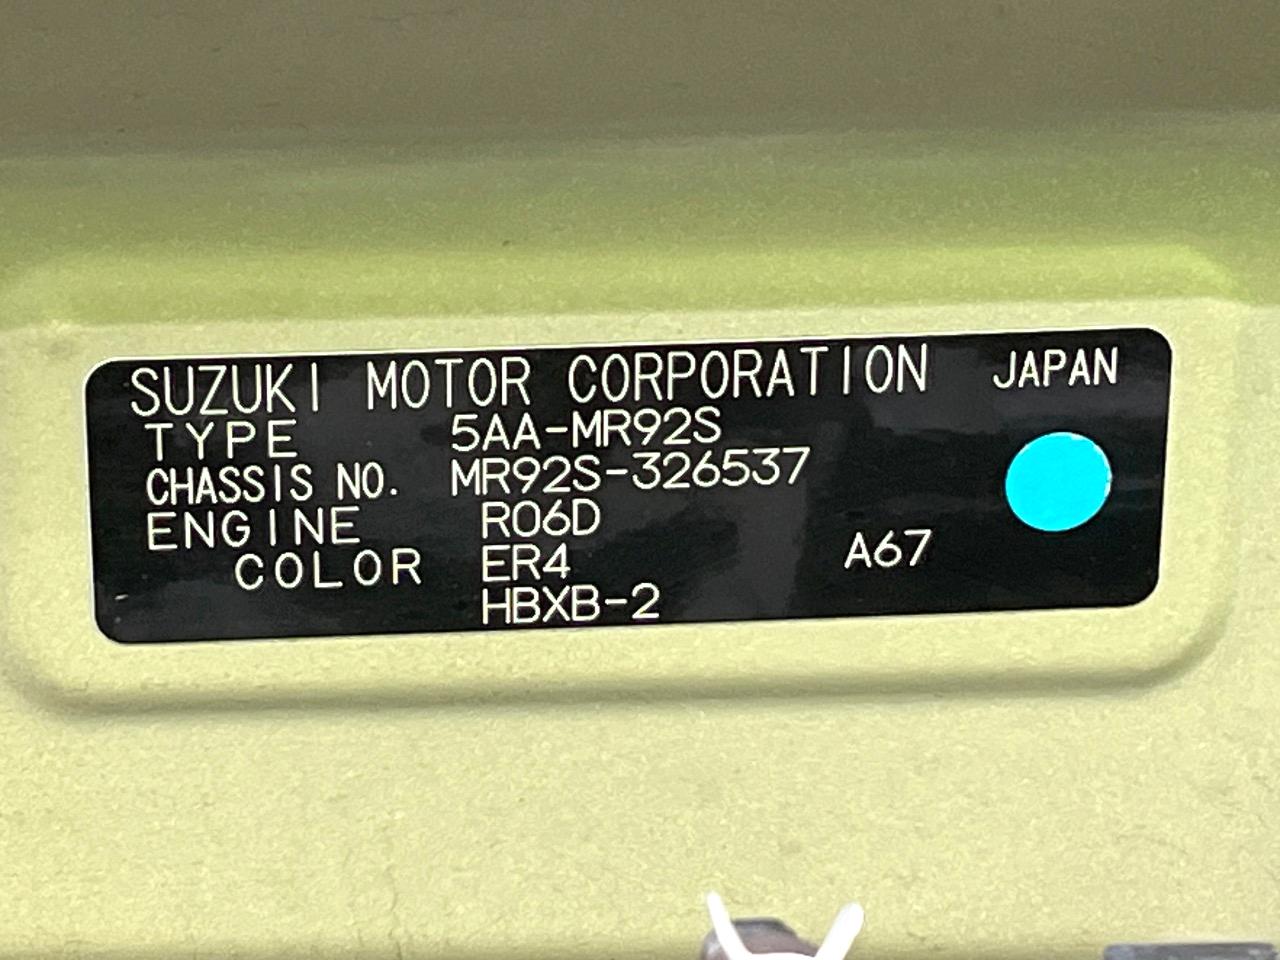 SUZUKI MOTOR CORPORATION JAPAN
TYPE 5AA-MR92S
CHASSIS NO. MR92S-326537
ENGINE R06D
COLOR ER4 A67
HBXB-2